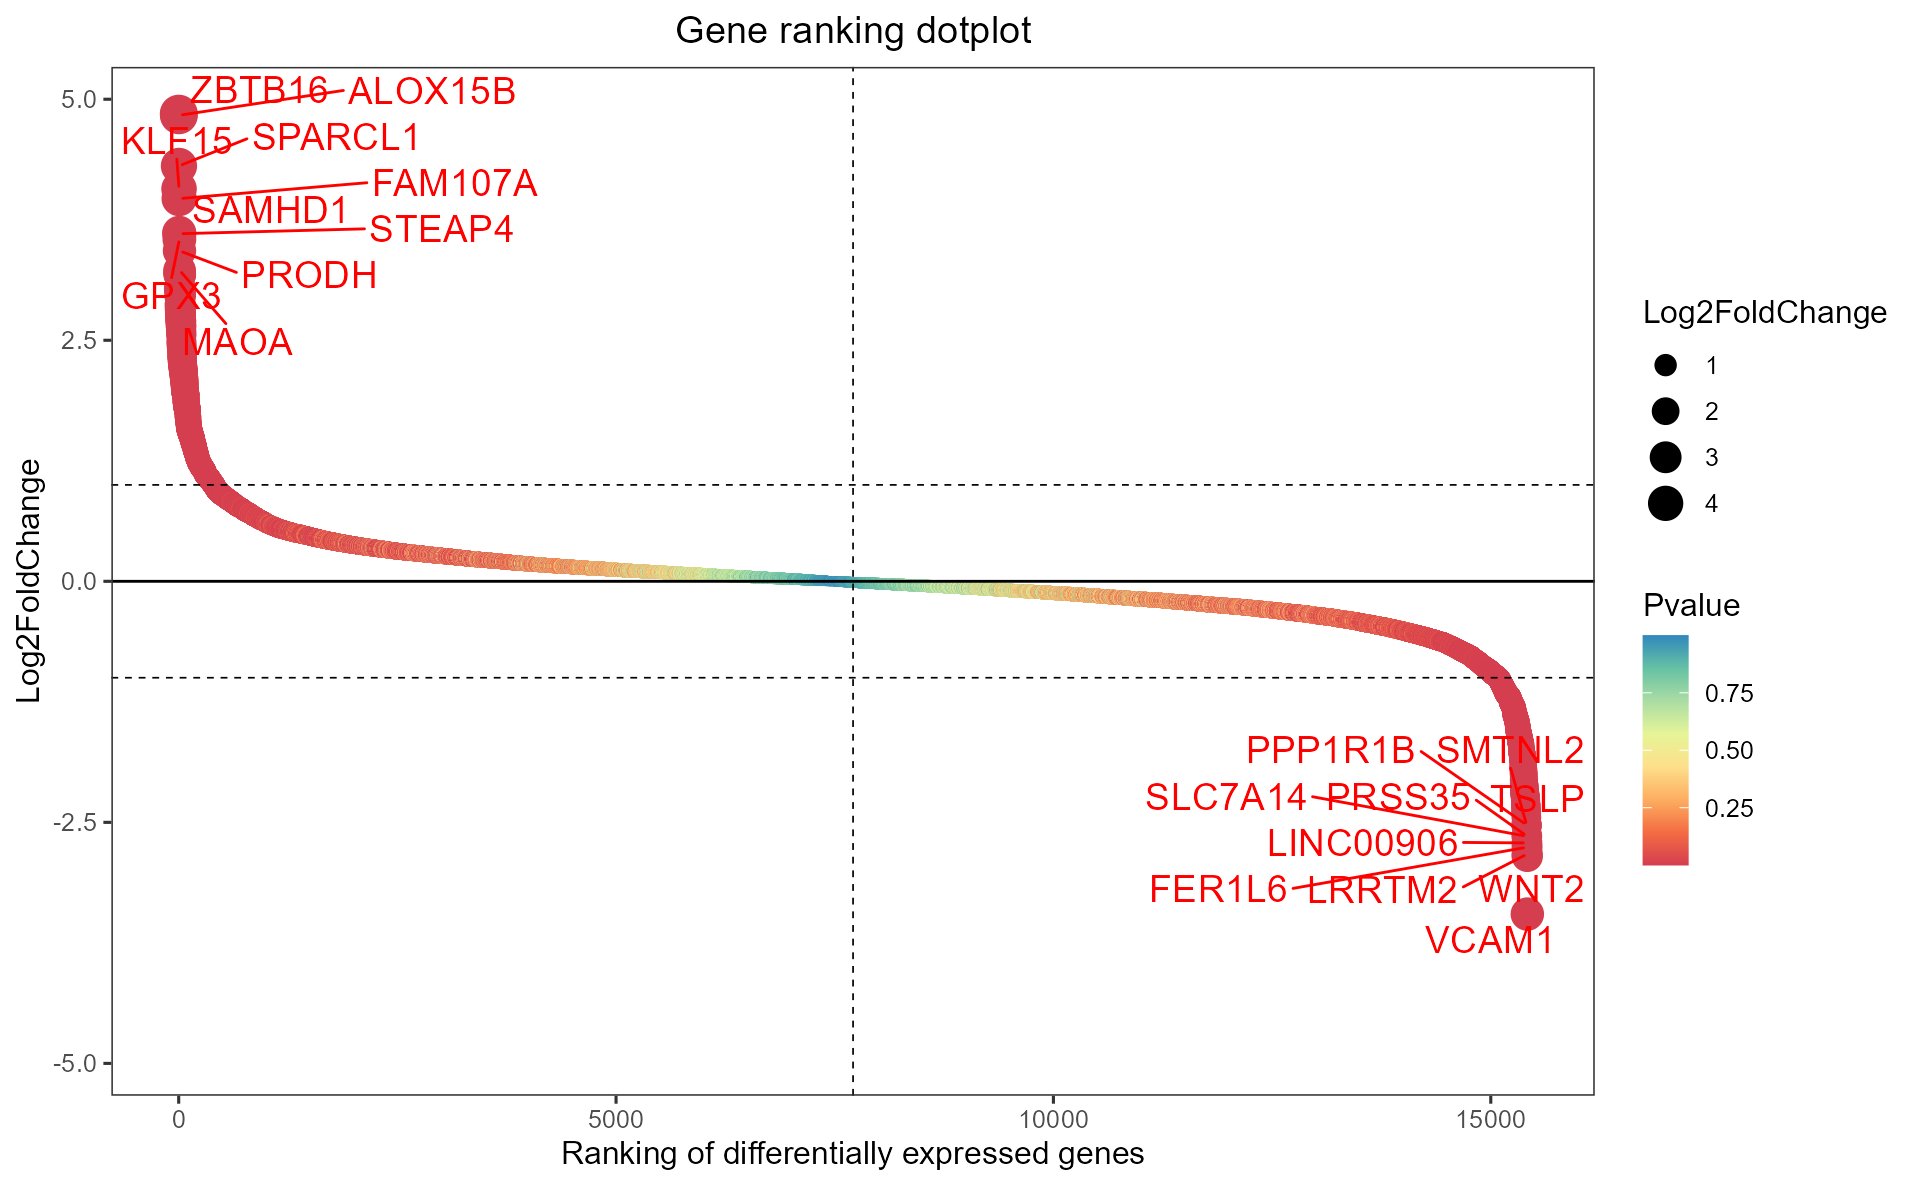 Gene ranking dotplot
Log2FoldChange
5.0
2.5
0.0
-2.5
-5.0
ZBTB16
ALOX15B
KLF15
SPARCL1
FAM107A
SAMHD1
STEAP4
PRODH
GPX3
MAOA
PPP1R1B
SMTNL2
SLC7A14
PRSS35
TSLP
LINC00906
FER1L6
LRRTM2
WNT2
VCAM1
0
5000
10000
15000
Ranking of differentially expressed genes
Log2FoldChange
1
2
3
4
Pvalue
0.75
0.50
0.25